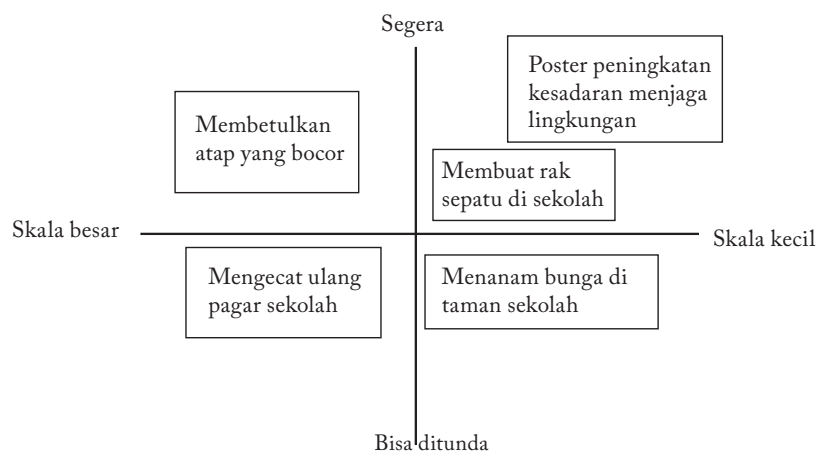 Segera
Poster peningkatan
kesadaran menjaga
lingkungan
Membetulkan
atap yang bocor
Membuat rak
sepatu di sekolah
Skala besar
Skala kecil
Mengecat ulang
pagar sekolah
Menanam bunga di
taman sekolah
Bisa ditunda